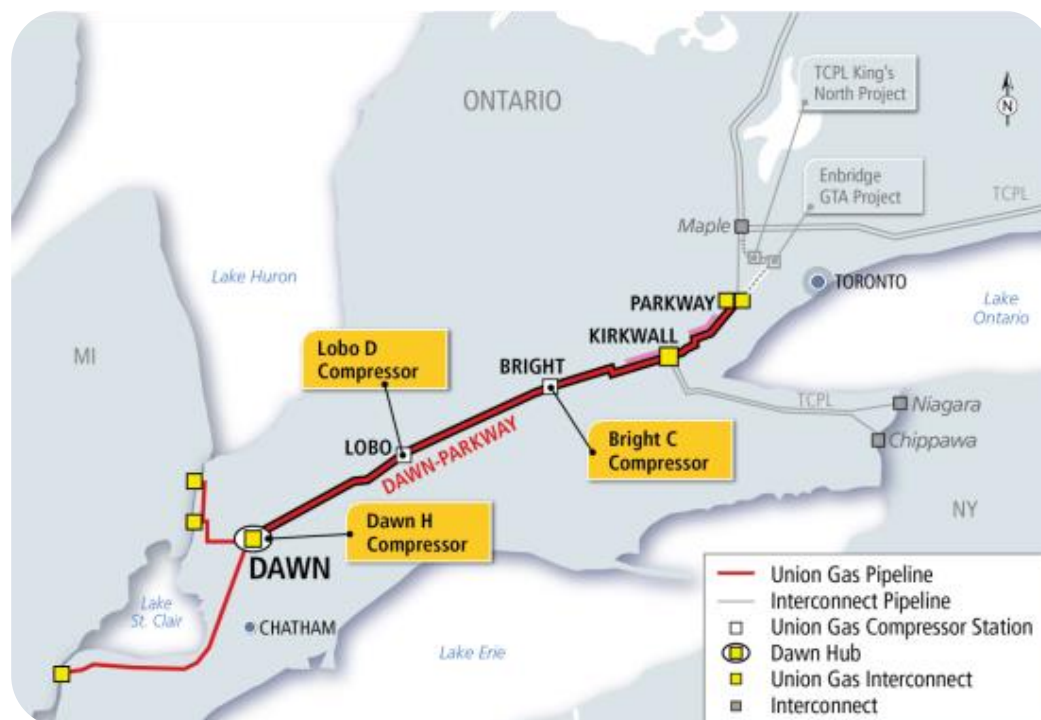 TCPL King's
North Project
ONTARIO
N
Enbridge
GTA Project
TCPL
Maple
Lake Huron
TORONTO
PARKWAY
Lake
Ontario
KIRKWALL
MI
Lobo D
Compressor
BRIGHT
TCPL
Niagara
LOBO
DAWN-PARKWAY
Bright C
Compressor
Chippawa
NY
Dawn H
Compressor
DAWN
Lake
St. Clair
CHATHAM
Lake Erie
Union Gas Pipeline
Interconnect Pipeline
Union Gas Compressor Station
Dawn Hub
Union Gas Interconnect
Interconnect